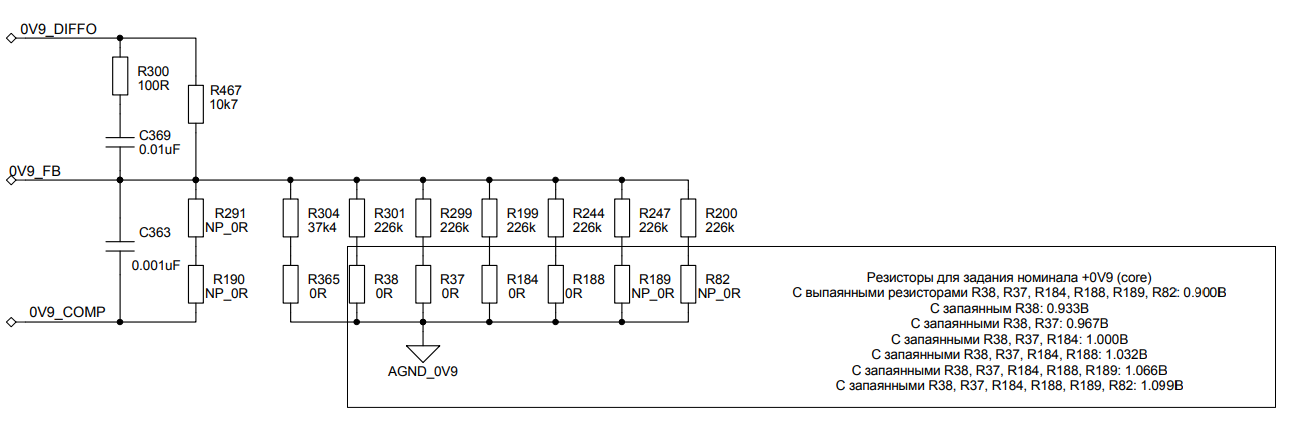 0V9_DIFFO
R300
100R
R467
10k7
C369
0.01uF
0V9_FB
R291
NP_0R
R304
37k4
R301
226k
R299
226k
R199
226k
R244
226k
R247
226k
R200
226k
C363
0.001uF
R190
NP_0R
R365
0R
R38
0R
R37
0R
R184
0R
R188
0R
R189
NP_0R
R82
NP_0R
0V9_COMP
AGND_0V9
Резисторы для задания номинала +0V9 (core)
С выпаянными резисторами R38, R37, R184, R188, R189, R82: 0.900В
С запаянным R38: 0.933В
С запаянными R38, R37: 0.967В
С запаянными R38, R37, R184: 1.000В
С запаянными R38, R37, R184, R188: 1.032В
С запаянными R38, R37, R184, R188, R189: 1.066В
С запаянными R38, R37, R184, R188, R189, R82: 1.099В